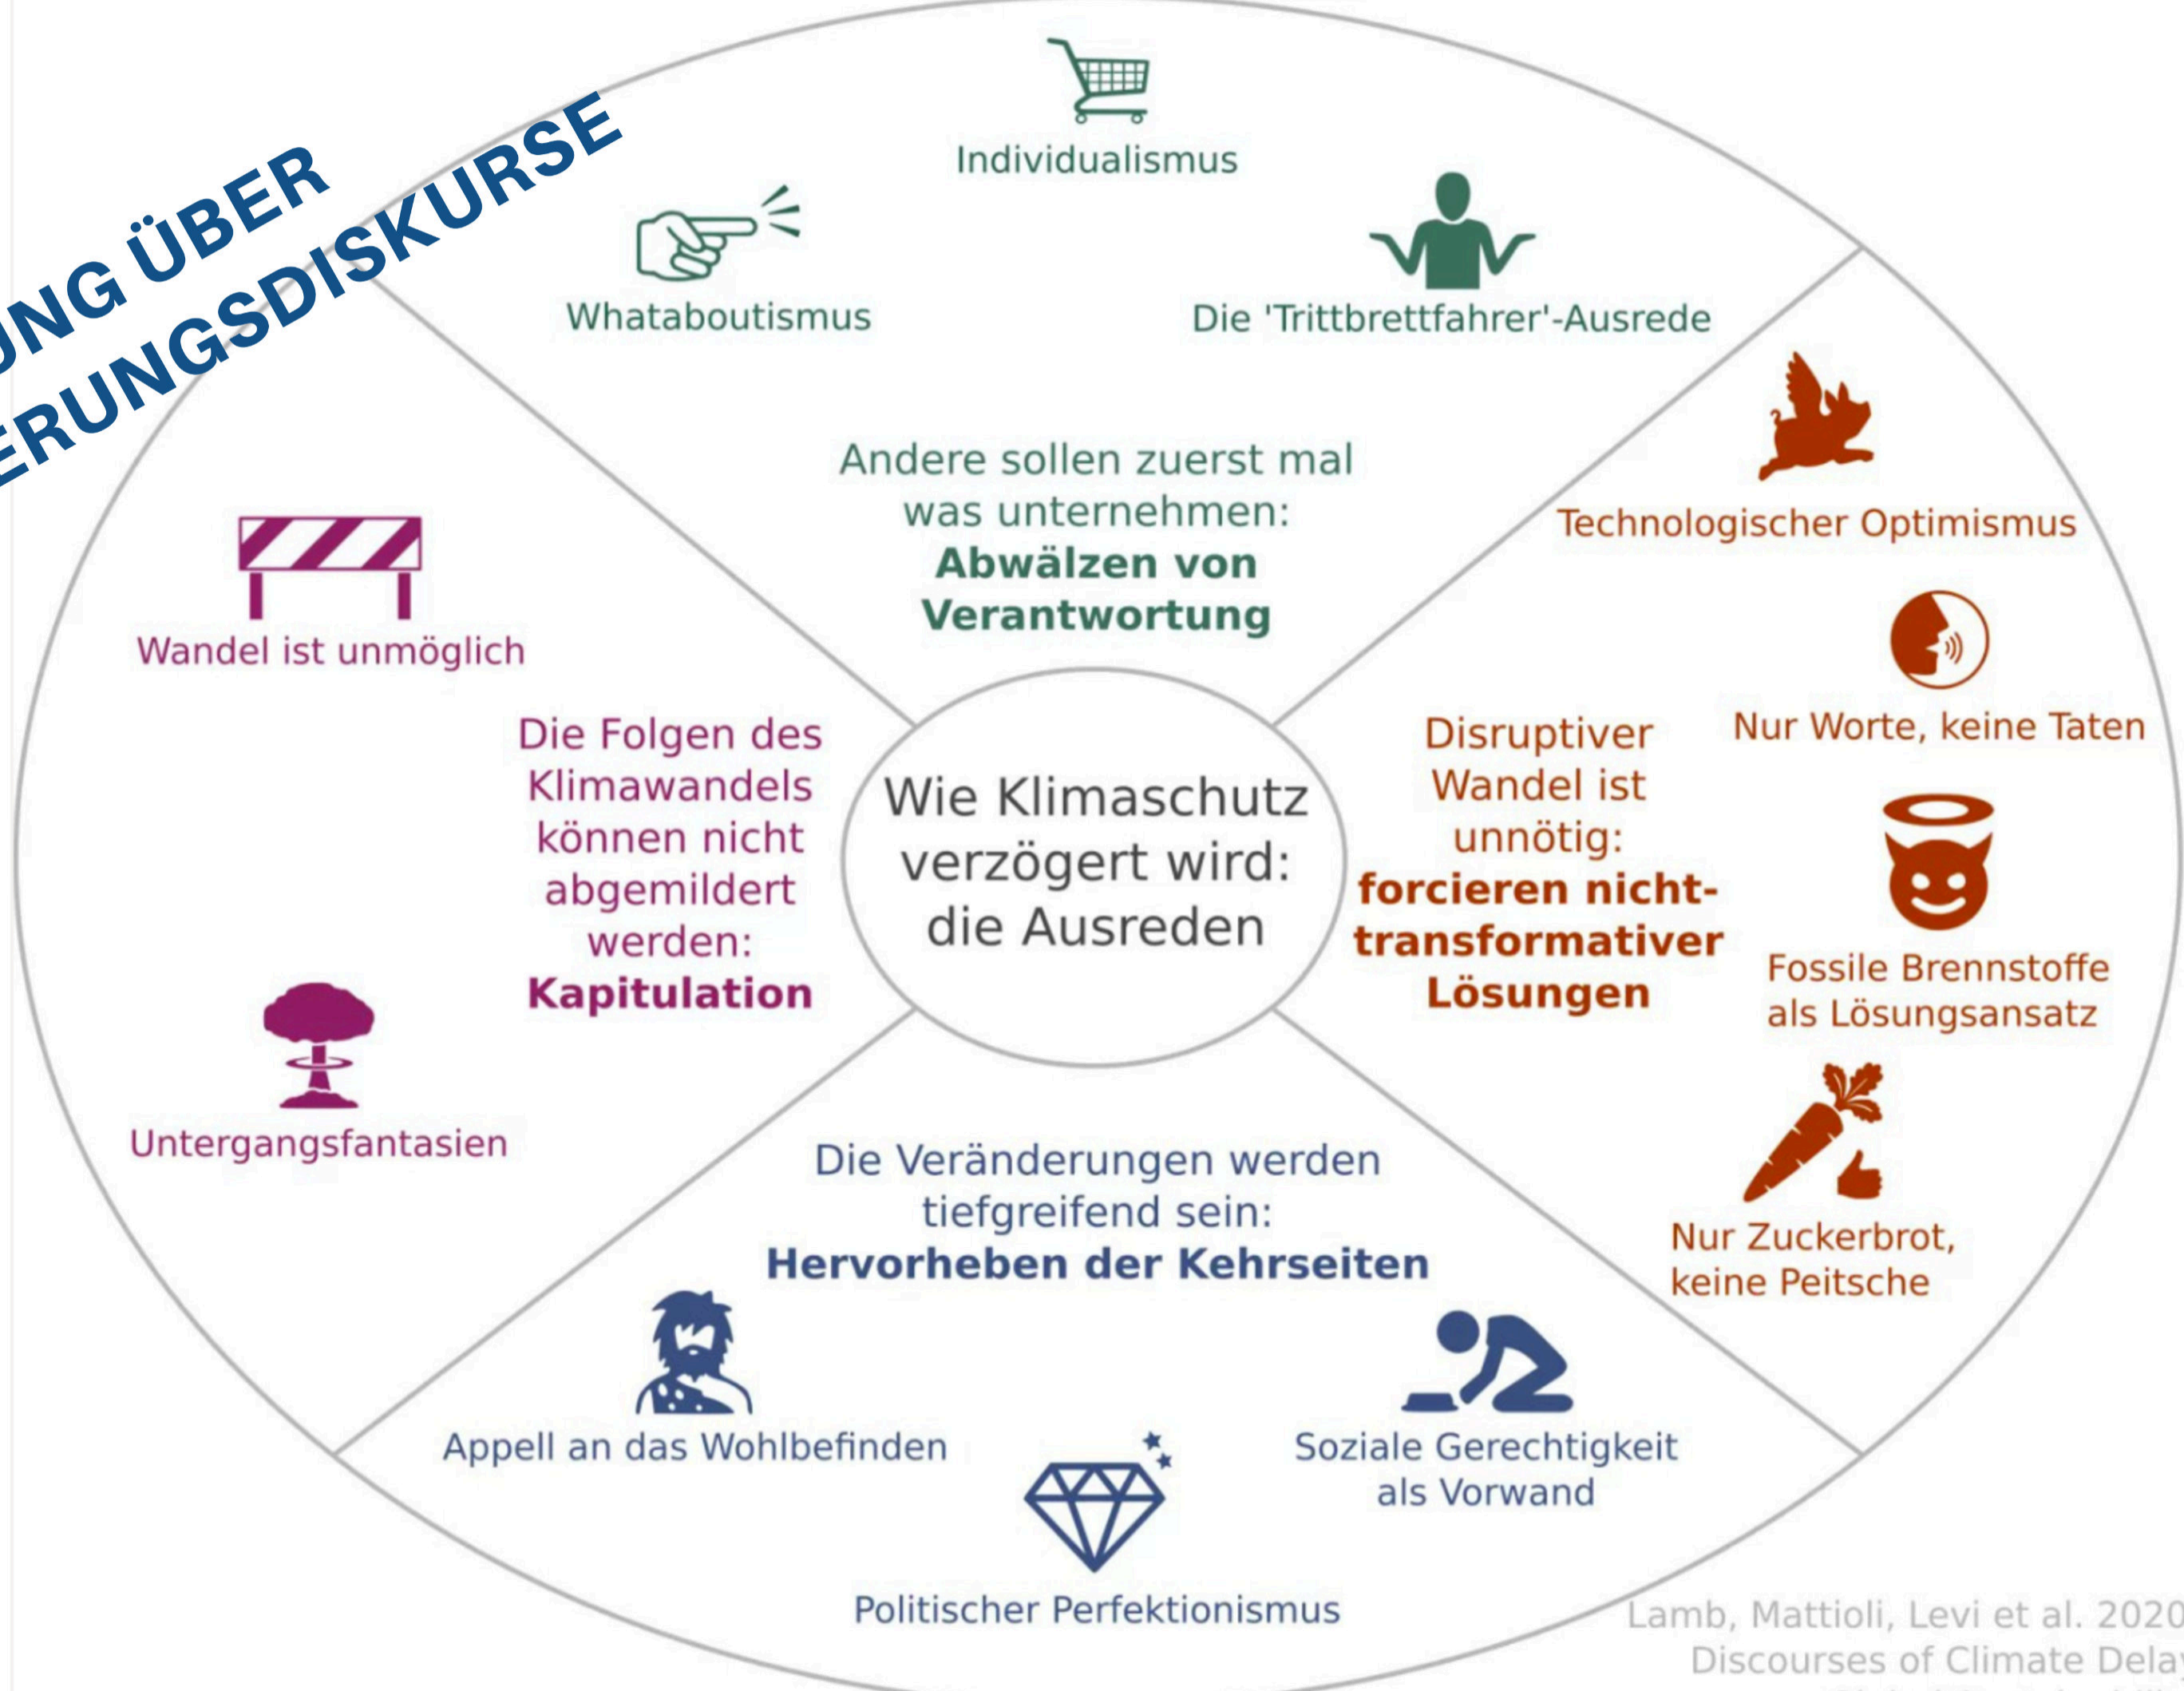 UNG ÜBER
ERUNGSDISKURSE
Individualismus
Whataboutismus
Die 'Trittbrettfahrer'-Ausrede
Andere sollen zuerst mal
was unternehmen:
Abwälzen von
Verantwortung
Technologischer Optimismus
Nur Worte, keine Taten
Disruptiver
Wandel ist
unnötig:
forcieren nicht-
transformativer
Lösungen
Fossile Brennstoffe
als Lösungsansatz
Nur Zuckerbrot,
keine Peitsche
Wandel ist unmöglich
Die Folgen des
Klimawandels
können nicht
abgemildert
werden:
Kapitulation
Untergangsfantasien
Wie Klimaschutz
verzögert wird:
die Ausreden
Die Veränderungen werden
tiefgreifend sein:
Hervorheben der Kehrseiten
Appell an das Wohlbefinden
Soziale Gerechtigkeit
als Vorwand
Politischer Perfektionismus
Lamb, Mattioli, Levi et al. 2020
Discourses of Climate Delay